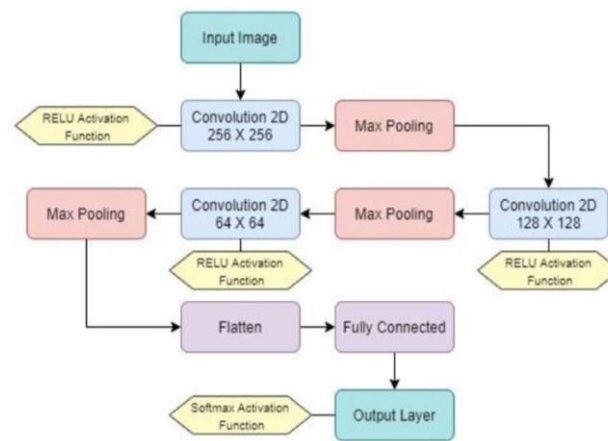 Input Image
RELU Activation
Function
Convolution 2D
256 X 256
Max Pooling
Max Pooling
Convolution 2D
64 X 64
Max Pooling
Convolution 2D
128 X 128
RELU Activation
Function
RELU Activation
Function
Flatten
Fully Connected
Softmax Activation
Function
Output Layer